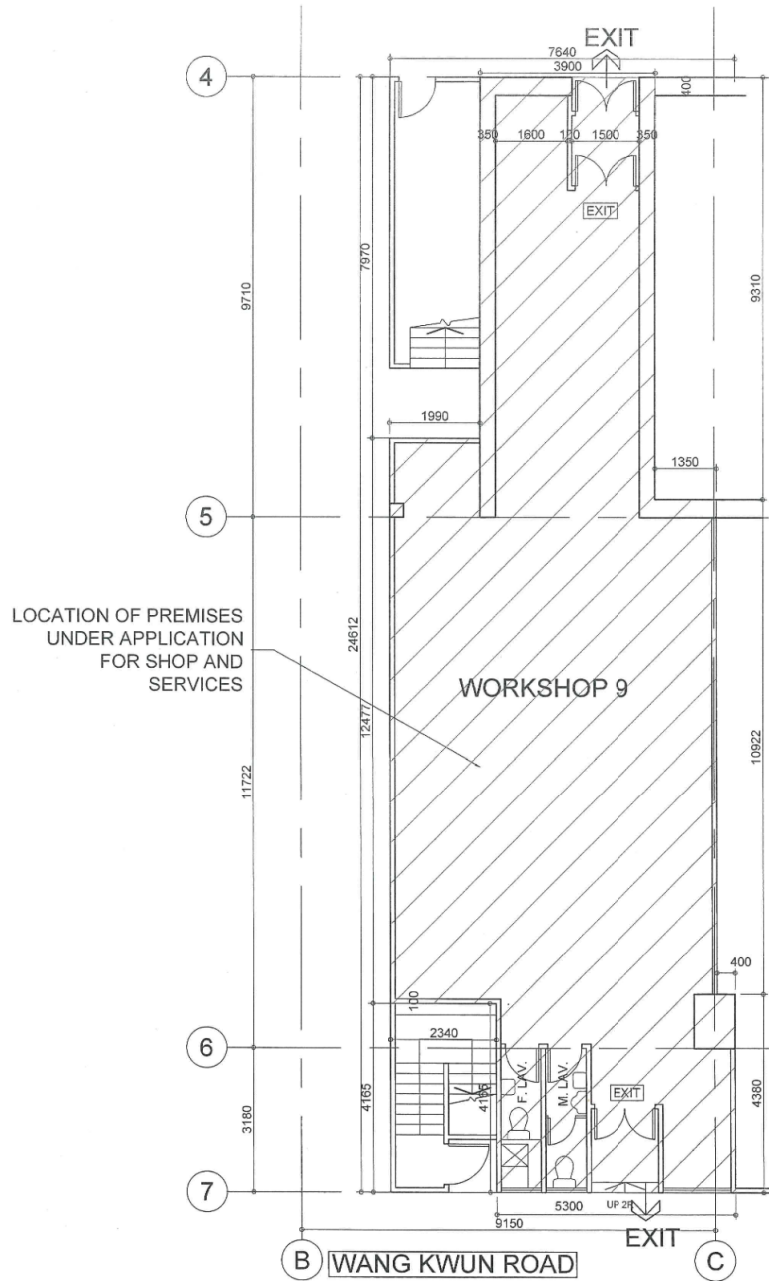 EXIT
7640
3900
4
400
350
1600
120
1500
350
EXIT
7970
9710
9310
1990
1350
5
LOCATION OF PREMISES
UNDER APPLICATION
FOR SHOP AND
SERVICES
24612
WORKSHOP 9
12477
11722
10922
400
100
2340
6
F. LAV.
M. LAV.
EXIT
4165
4165
3180
4380
7
5300
UP 2R
9150
EXIT
B
WANG KWUN ROAD
C